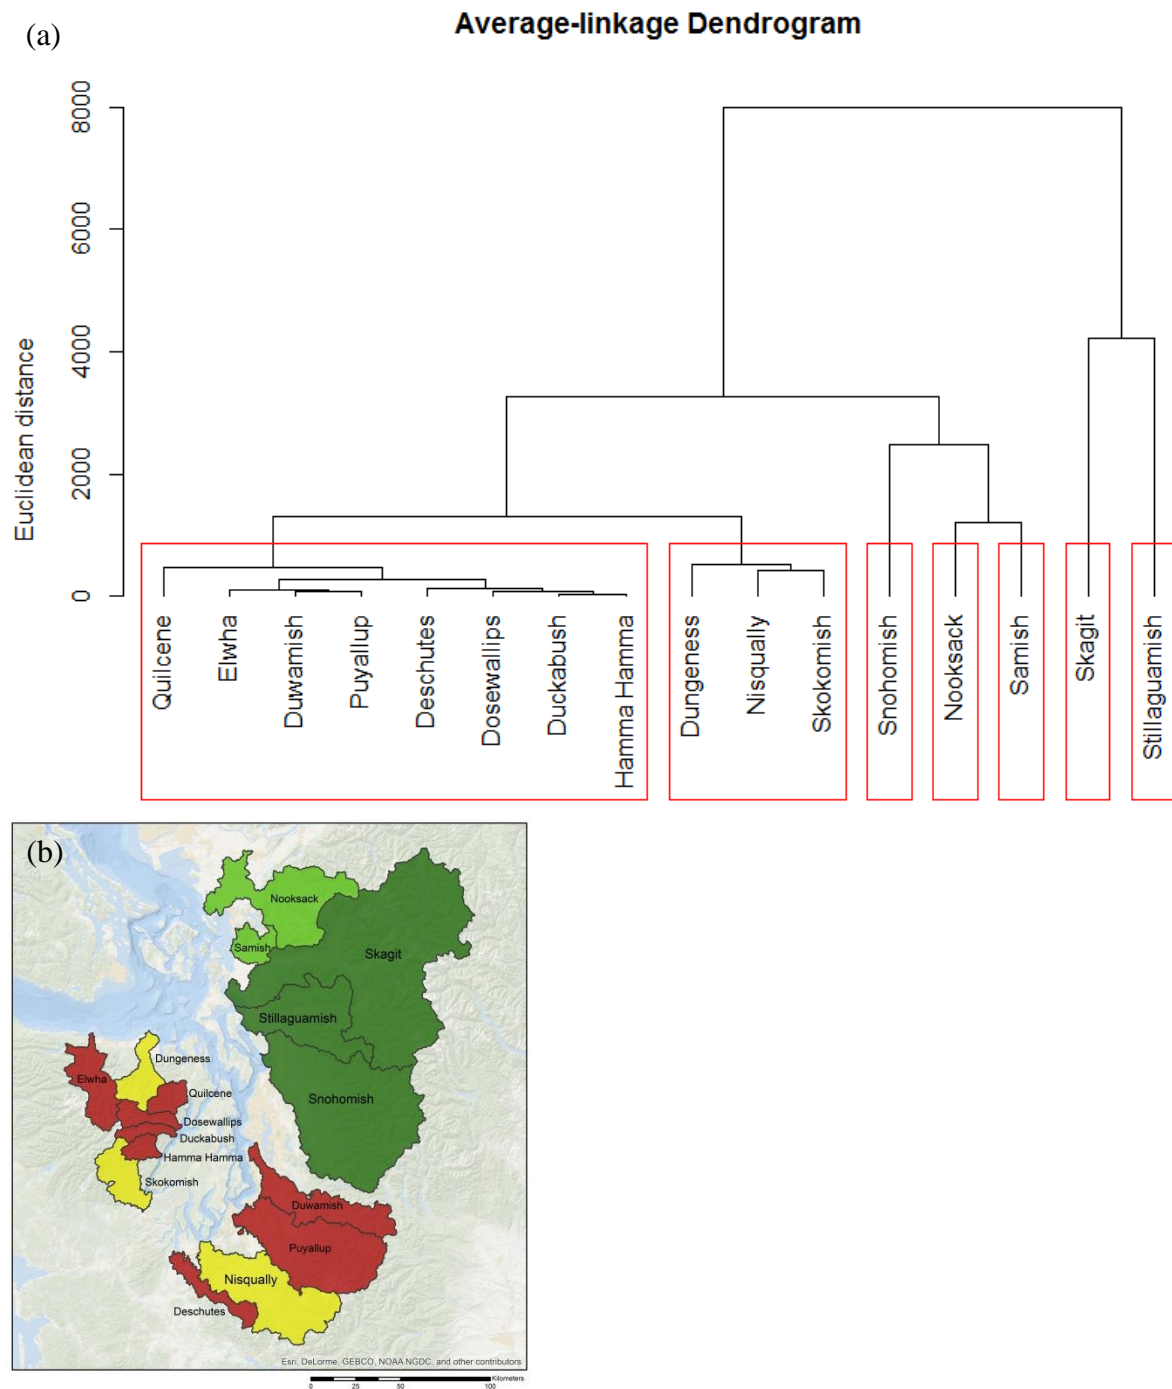 (a)
Average-linkage Dendrogram
Euclidean distance
8000
6000
4000
2000
0
Quilcene
Elwha
Duwamish
Puyallup
Deschutes
Dosewallips
Duckabush
Hamma Hamma
Dungeness
Nisqually
Skokomish
Snohomish
Nooksack
Samish
Skagit
Stillaguamish
(b)
Nooksack
Samish
Skagit
Stillaguamish
Dungeness
Elwha
Quilcene
Snohomish
Dosewallips
Duckabush
Hamma Hamma
Skokomish
Duwamish
Puyallup
Nisqually
Deschutes
Esri, DeLorme, GEBCO, NOAA NGDC, and other contributors
Kilometers
0 25 50 100